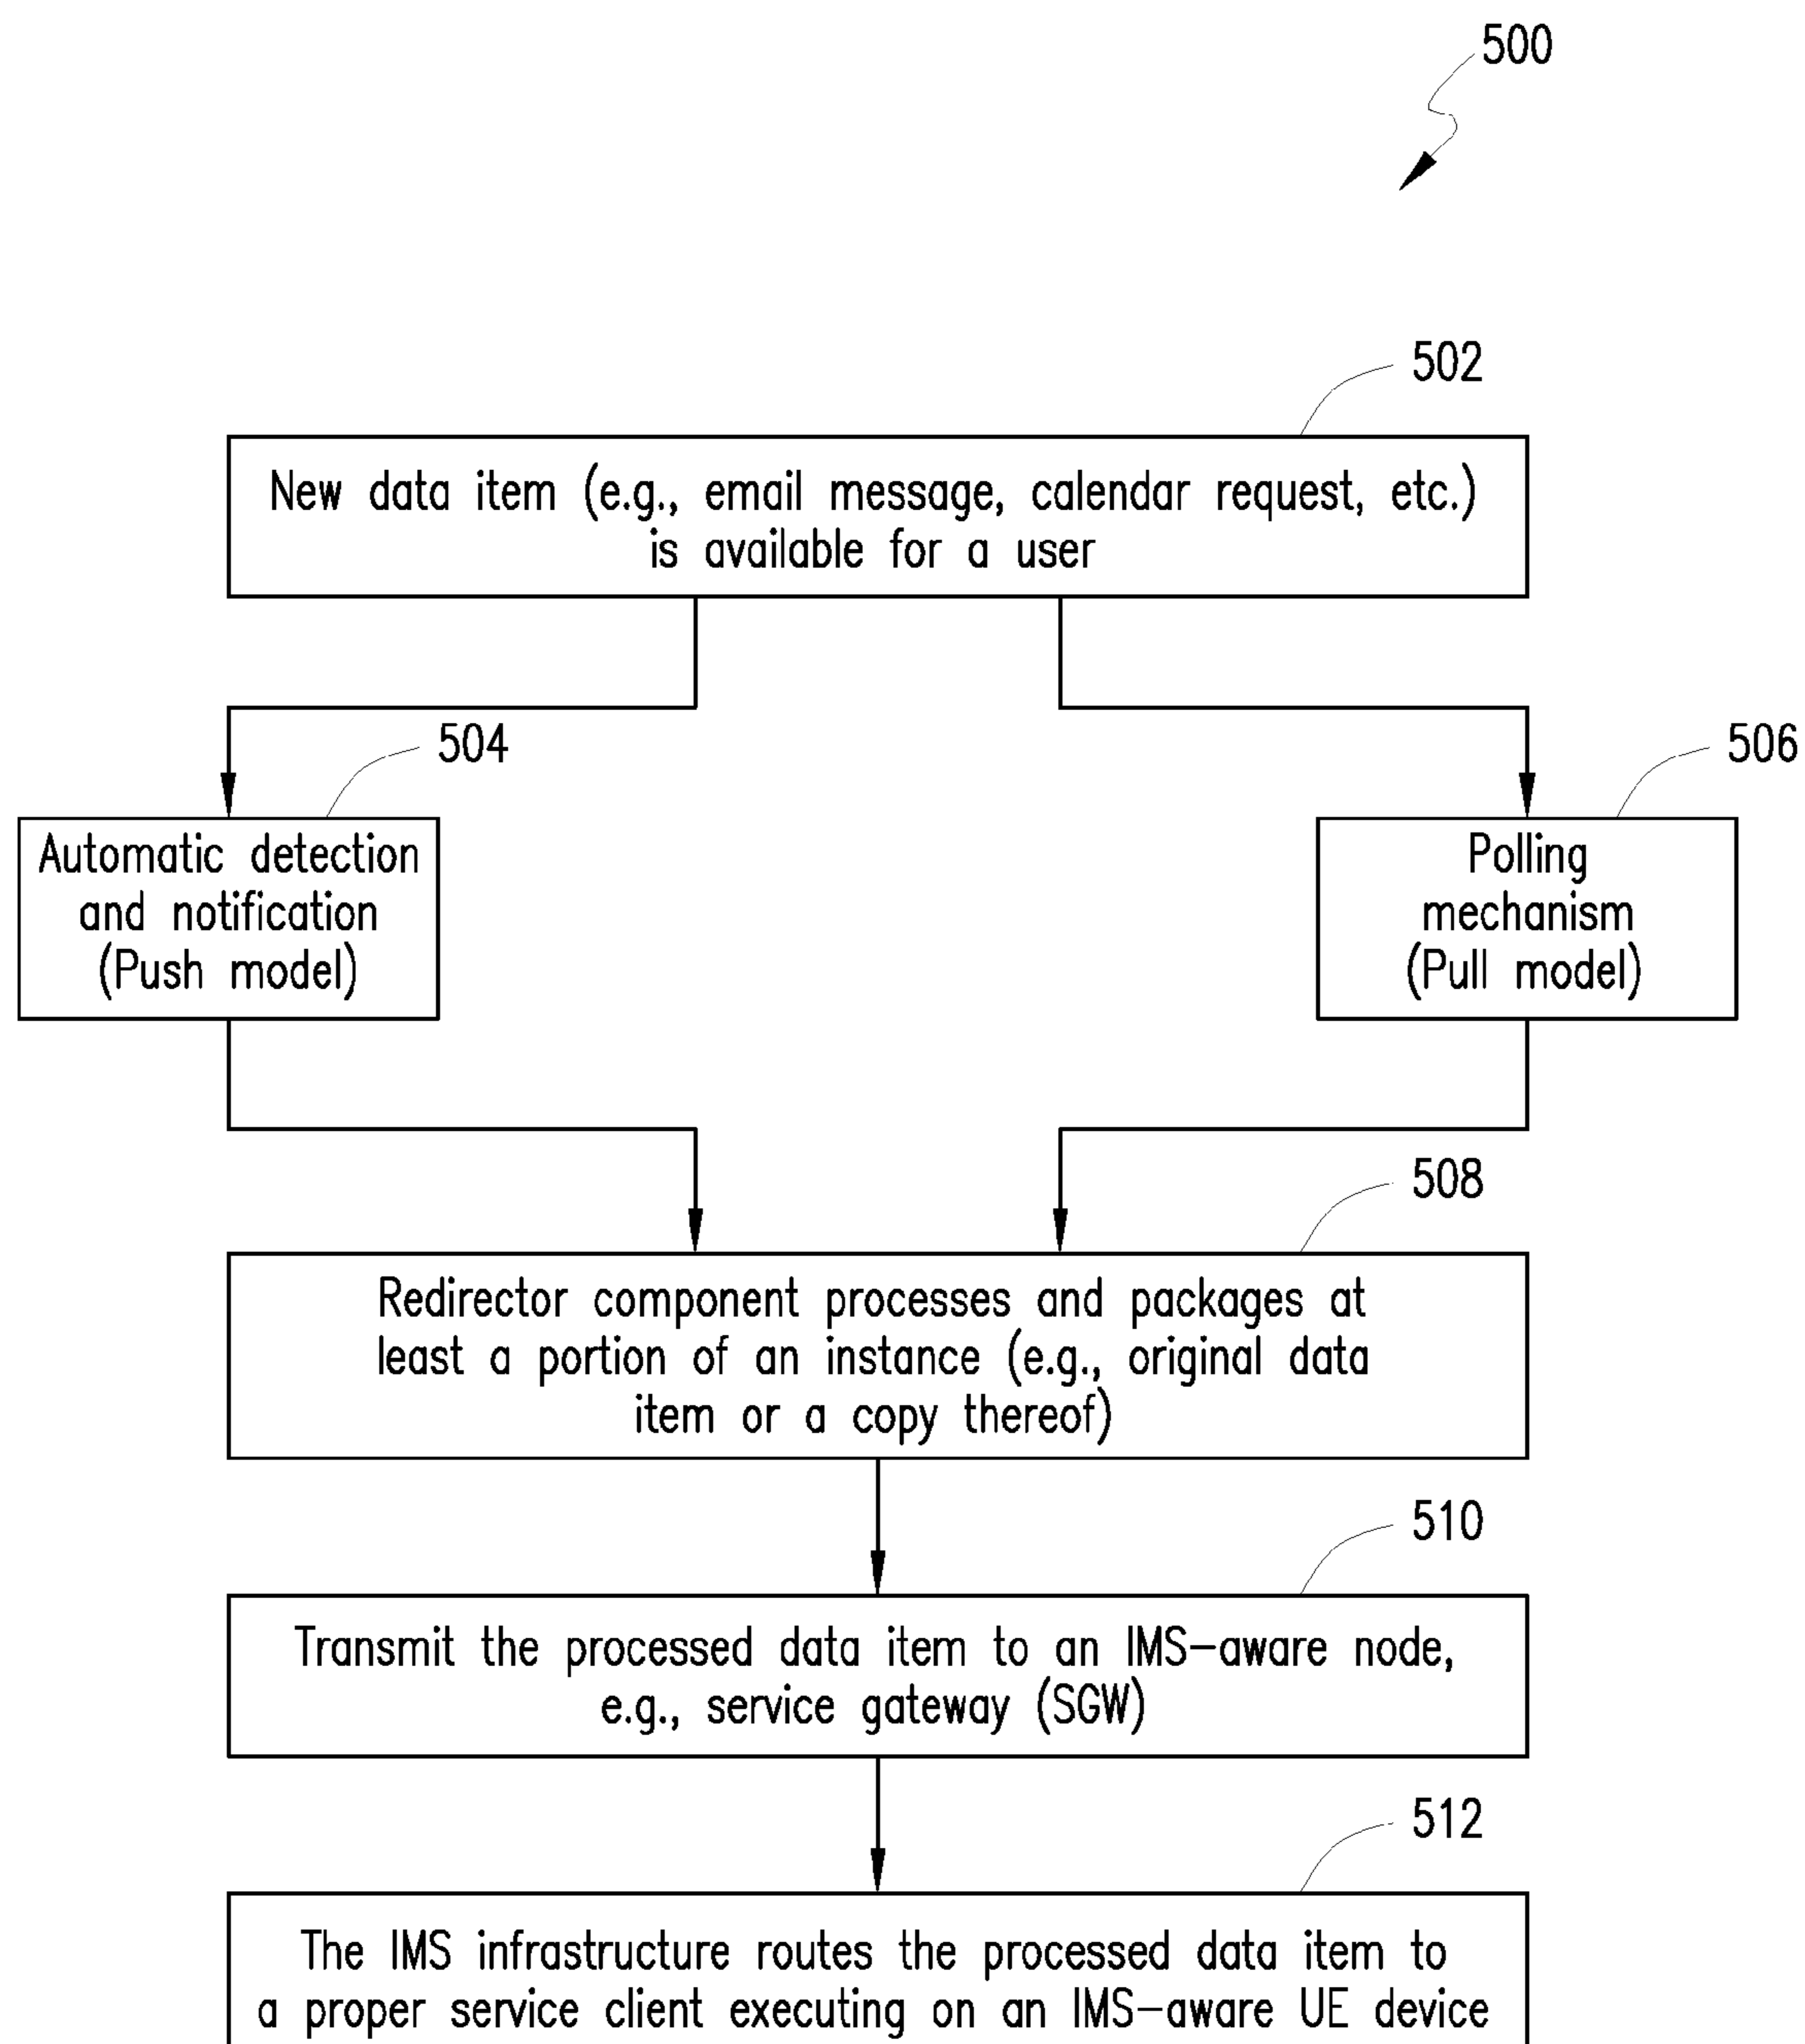 500
502
New data item (e.g., email message, calendar request, etc.)
is available for a user
504
Automatic detection
and notification
(Push model)
506
Polling
mechanism
(Pull model)
508
Redirector component processes and packages at
least a portion of an instance (e.g., original data
item or a copy thereof)
510
Transmit the processed data item to an IMS-aware node,
e.g., service gateway (SGW)
512
The IMS infrastructure routes the processed data item to
a proper service client executing on an IMS-aware UE device